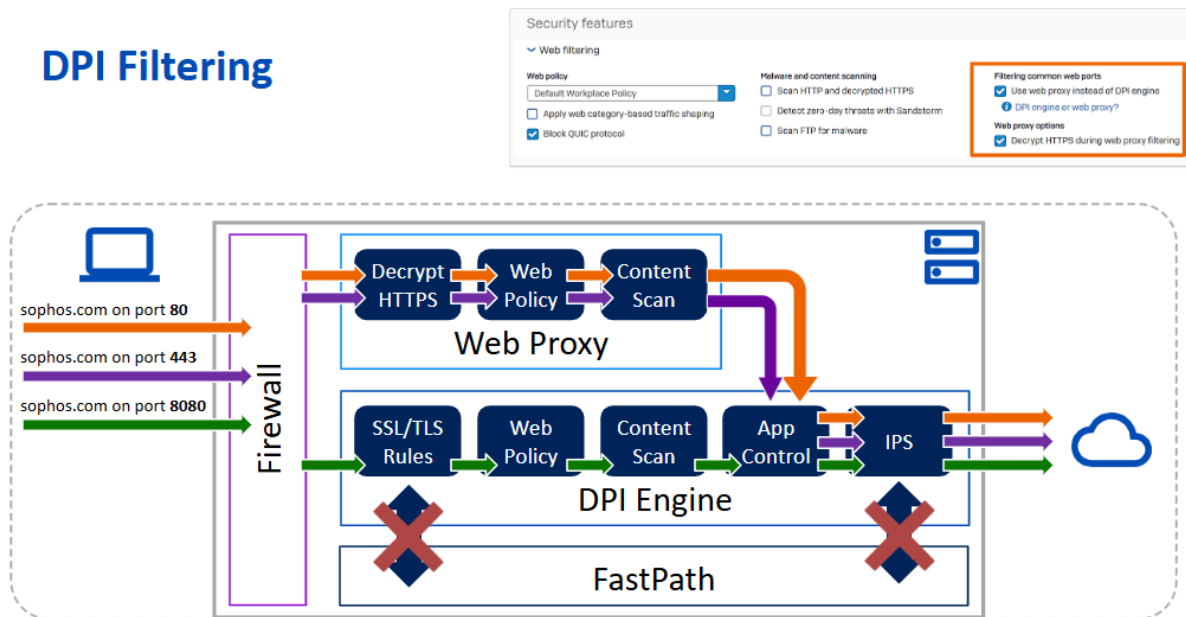 DPI Filtering
Security features
Web filtering
Web policy
Default Workplace Policy
Apply web category-based traffic shaping
Block QUIC protocol
Malware and content scanning
Scan HTTP and decrypted HTTPS
Detect zero-day threats with Sandstorm
Scan FTP for malware
Filtering common web ports
Use web proxy instead of DPI engine
DPI engine or web proxy?
Web proxy options
Decrypt HTTPS during web proxy filtering
sophos.com on port 80
sophos.com on port 443
sophos.com on port 8080
Firewall
Decrypt
HTTPS
Web
Policy
Content
Scan
Web Proxy
SSL/TLS
Rules
Web
Policy
Content
Scan
App
Control
IPS
DPI Engine
FastPath